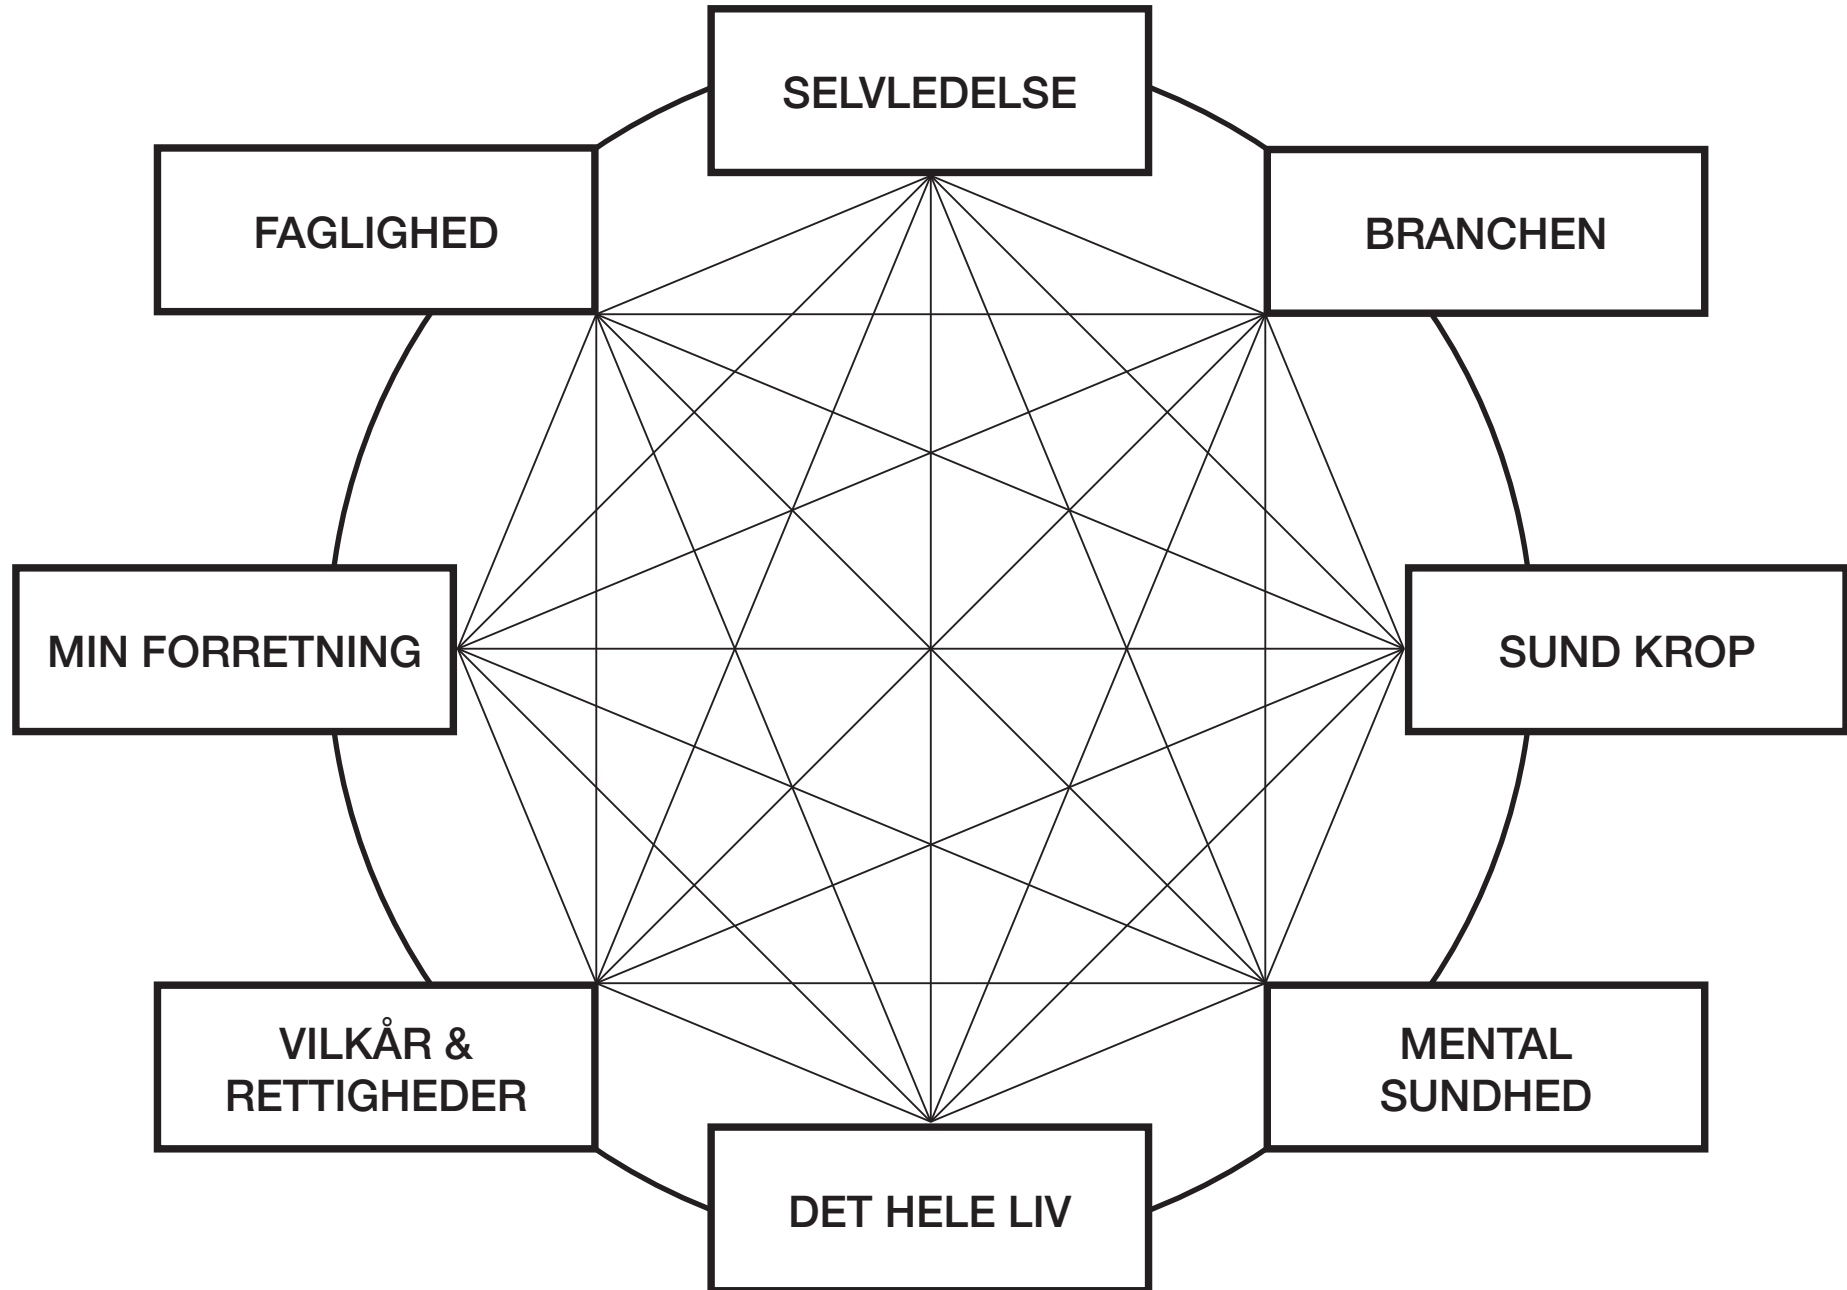 SELVLEDELSE
FAGLIGHED
BRANCHEN
MIN FORRETNING
SUND KROP
VILKÅR &
RETTIGHEDER
MENTAL
SUNDHED
DET HELE LIV